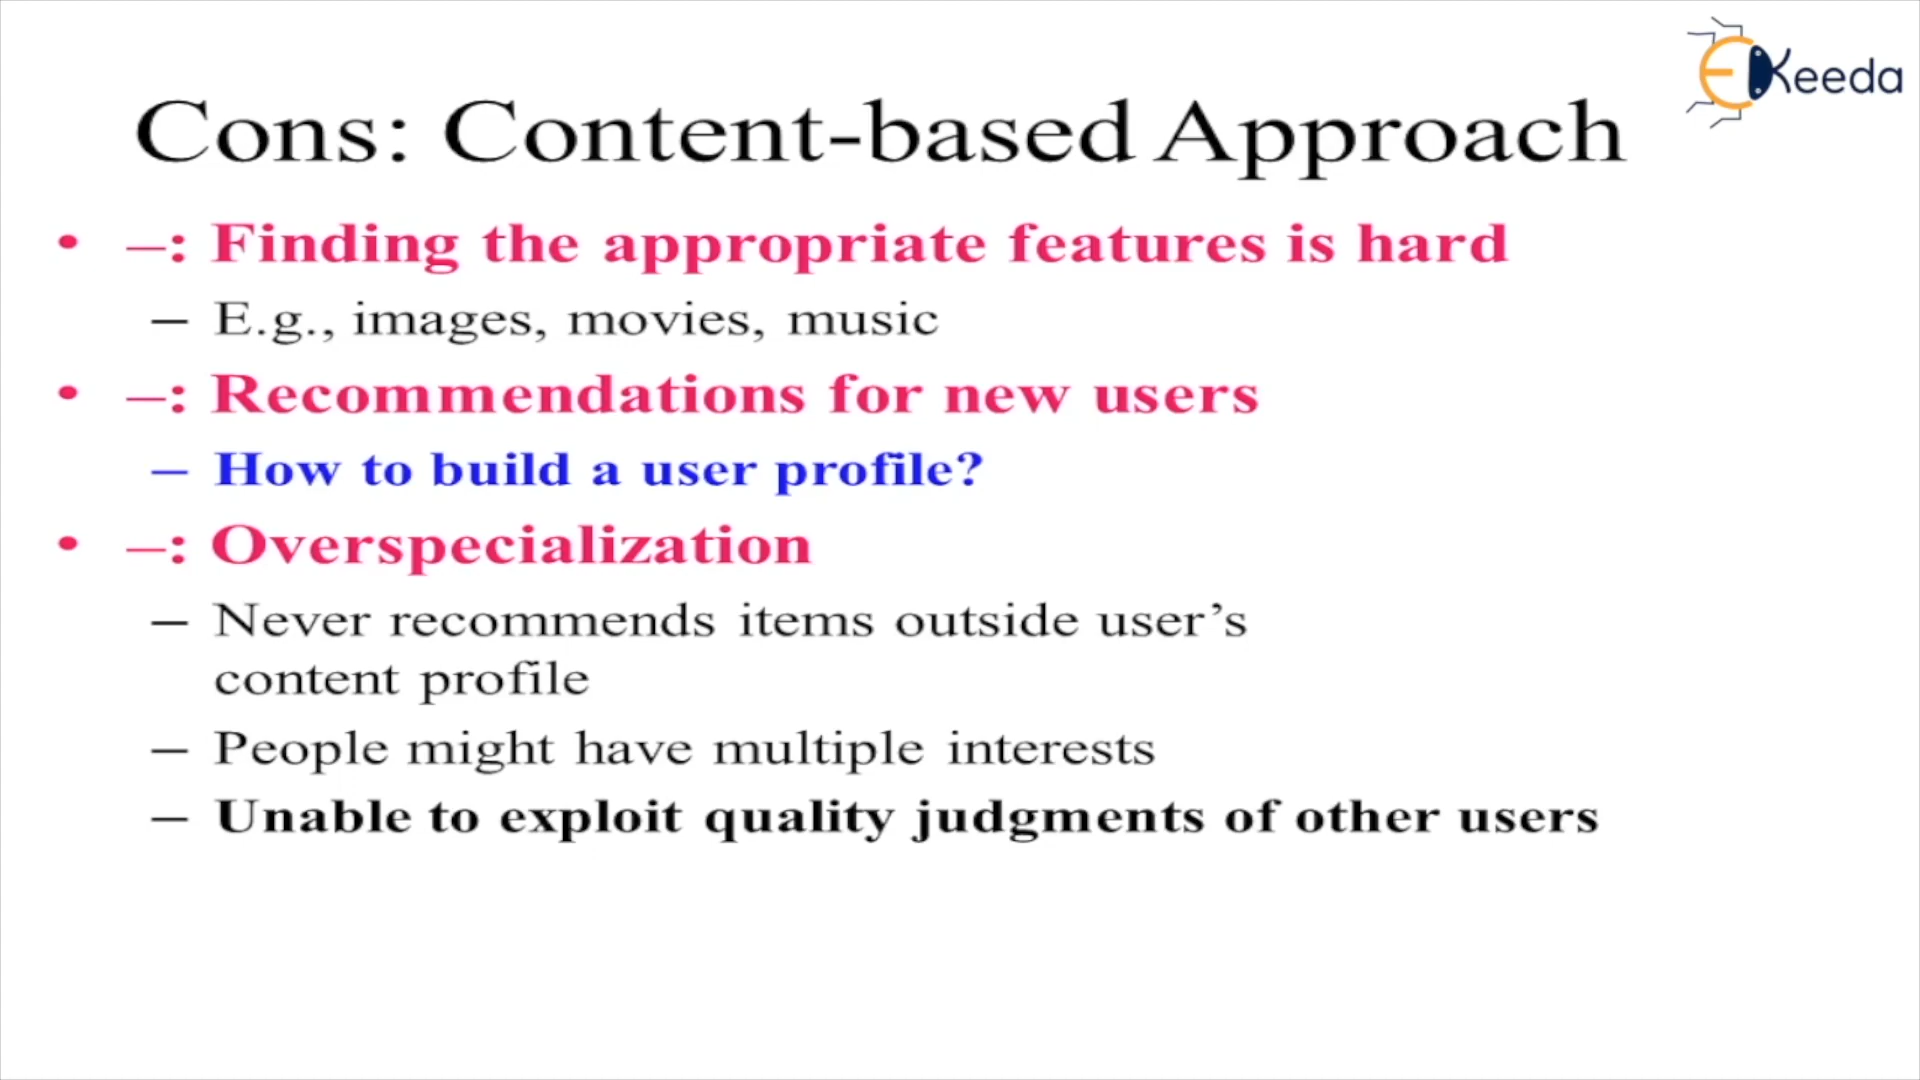 EKeeda
Cons: Content-based Approach
• –: Finding the appropriate features is hard
– E.g., images, movies, music
• –: Recommendations for new users
– How to build a user profile?
• –: Overspecialization
– Never recommends items outside user’s
content profile
– People might have multiple interests
– Unable to exploit quality judgments of other users